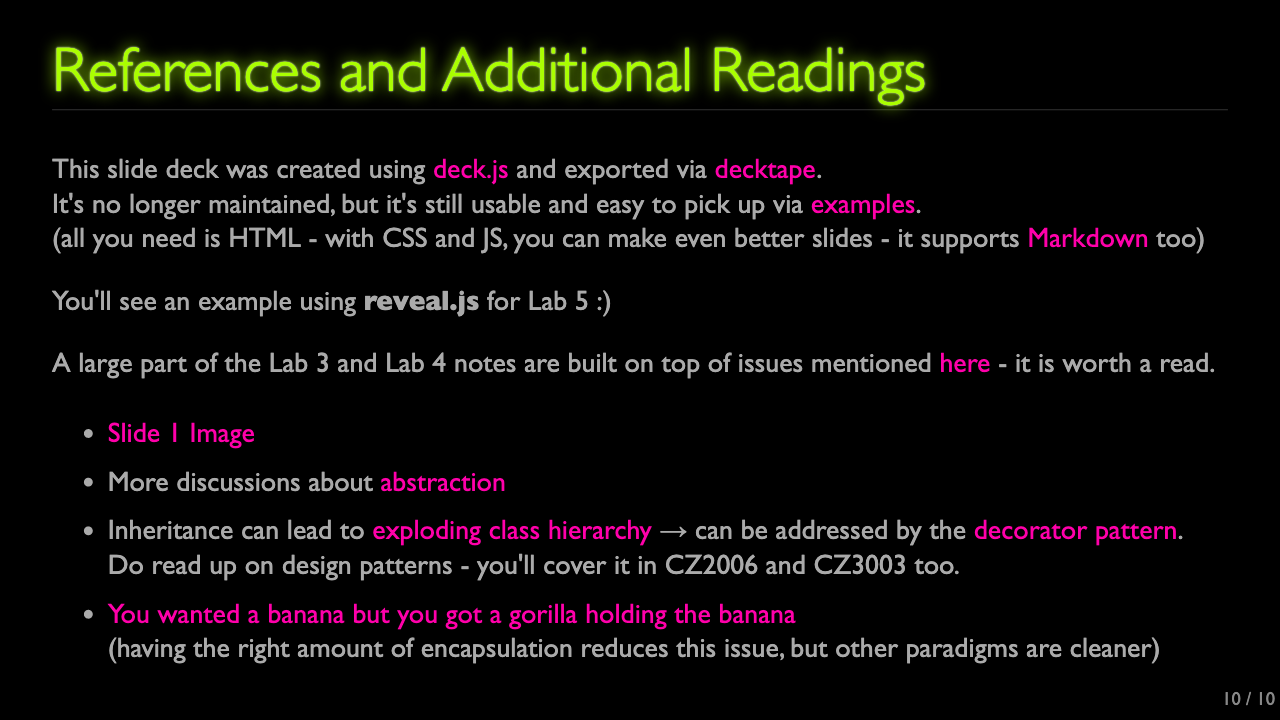 References and Additional Readings
This slide deck was created using deck.js and exported via decktape.
It's no longer maintained, but it's still usable and easy to pick up via examples.
(all you need is HTML - with CSS and JS, you can make even better slides - it supports Markdown too)
You'll see an example using reveal.js for Lab 5 :)
A large part of the Lab 3 and Lab 4 notes are built on top of issues mentioned here - it is worth a read.
• Slide 1 Image
• More discussions about abstraction
• Inheritance can lead to exploding class hierarchy → can be addressed by the decorator pattern.
Do read up on design patterns - you'll cover it in CZ2006 and CZ3003 too.
• You wanted a banana but you got a gorilla holding the banana
(having the right amount of encapsulation reduces this issue, but other paradigms are cleaner)
10 / 10